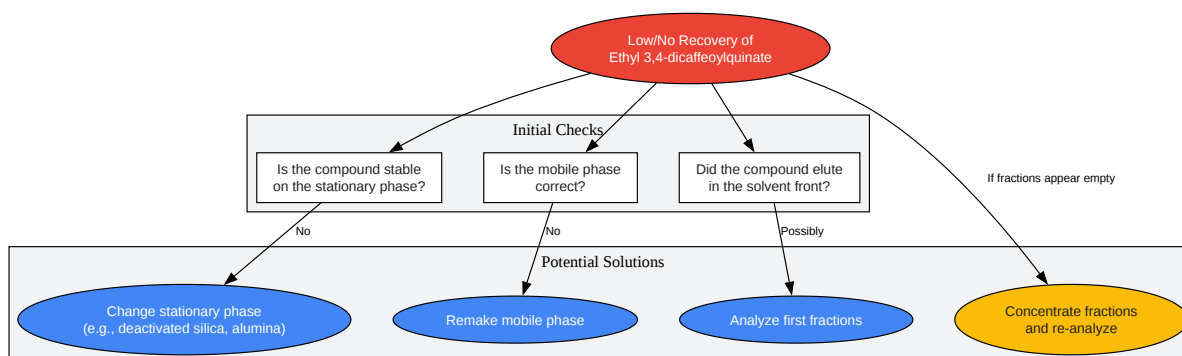 Low/No Recovery of
Ethyl 3,4-dicaffeoylquinate
Initial Checks
Is the compound stable
on the stationary phase?
Is the mobile phase
correct?
Did the compound elute
in the solvent front?
If fractions appear empty
No
No
Possibly
Potential Solutions
Change stationary phase
(e.g., deactivated silica, alumina)
Remake mobile phase
Analyze first fractions
Concentrate fractions
and re-analyze